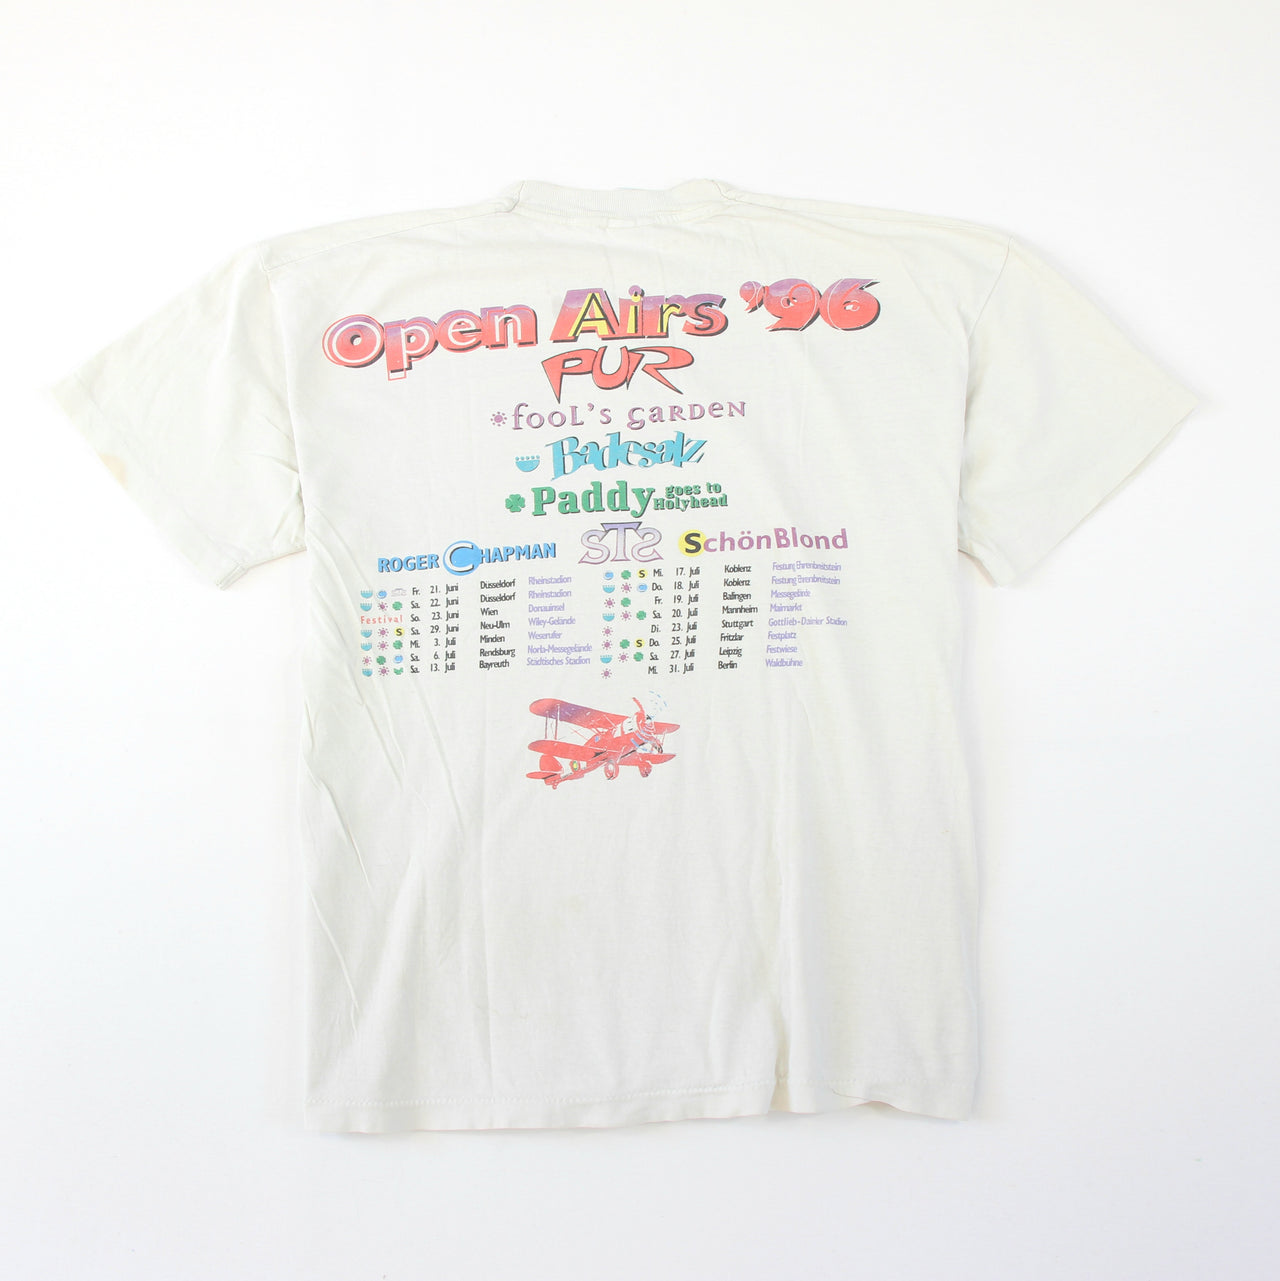 Open Airs '96
PUR
fool's garden
Badesalz
Paddy goes to Holyhead
STS
ROGER CHAPMAN
SchönBlond
Fr. 21. Juni Düsseldorf Rheinstadion
Sa. 22. Juni Düsseldorf Rheinstadion
Festival So. 23. Juni Wien Donauinsel
S Sa. 29. Juni Neu-Ulm Wiley-Gelände
Mi. 3. Juli Minden Weserufer
Sa. 6. Juli Rendsburg Norla-Messegelände
Sa. 13. Juli Bayreuth Städtisches Stadion
S Mi. 17. Juli Koblenz Festung Ehrenbreitstein
Do. 18. Juli Koblenz Festung Ehrenbreitstein
Fr. 19. Juli Balingen Messegelände
Sa. 20. Juli Mannheim Maimarkt
Di. 23. Juli Stuttgart Gottlieb-Daimler Stadion
S Do. 25. Juli Fritzlar Festplatz
Sa. 27. Juli Leipzig Festwiese
Mi. 31. Juli Berlin Waldbühne